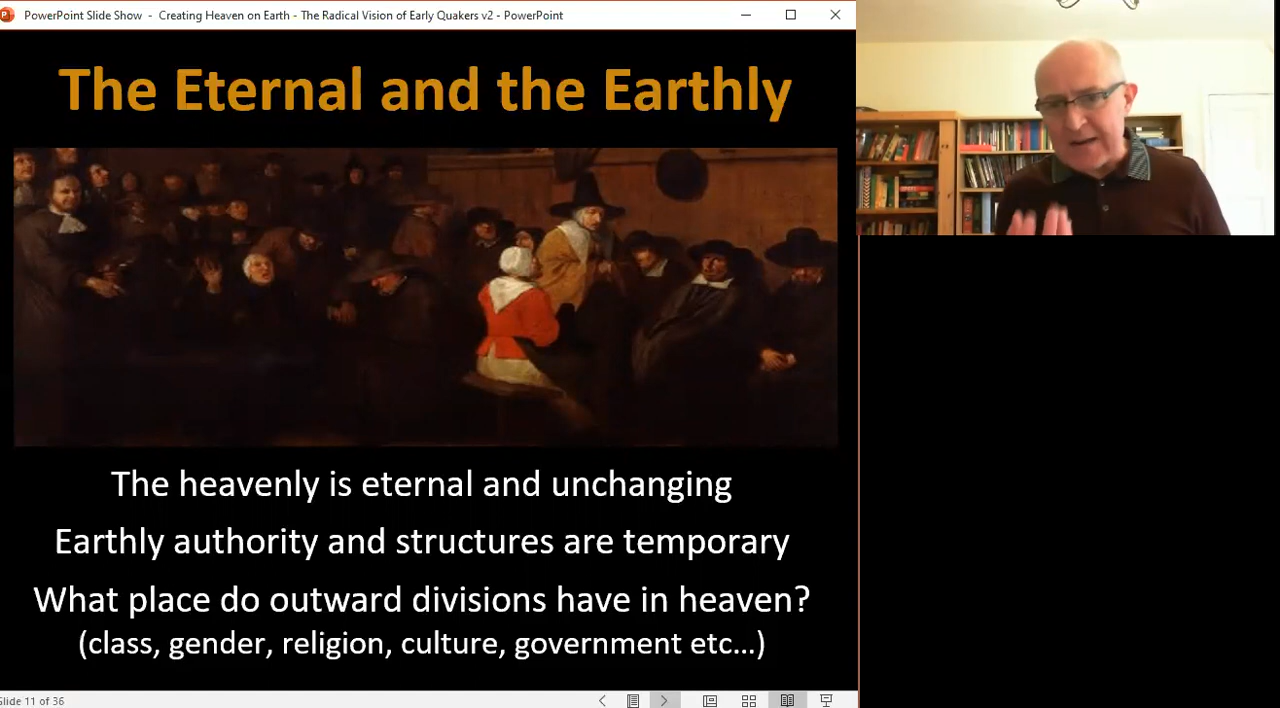 PowerPoint Slide Show - Creating Heaven on Earth - The Radical Vision of Early Quakers v2 - PowerPoint
The Eternal and the Earthly
The heavenly is eternal and unchanging
Earthly authority and structures are temporary
What place do outward divisions have in heaven?
(class, gender, religion, culture, government etc…)
Slide 11 of 36